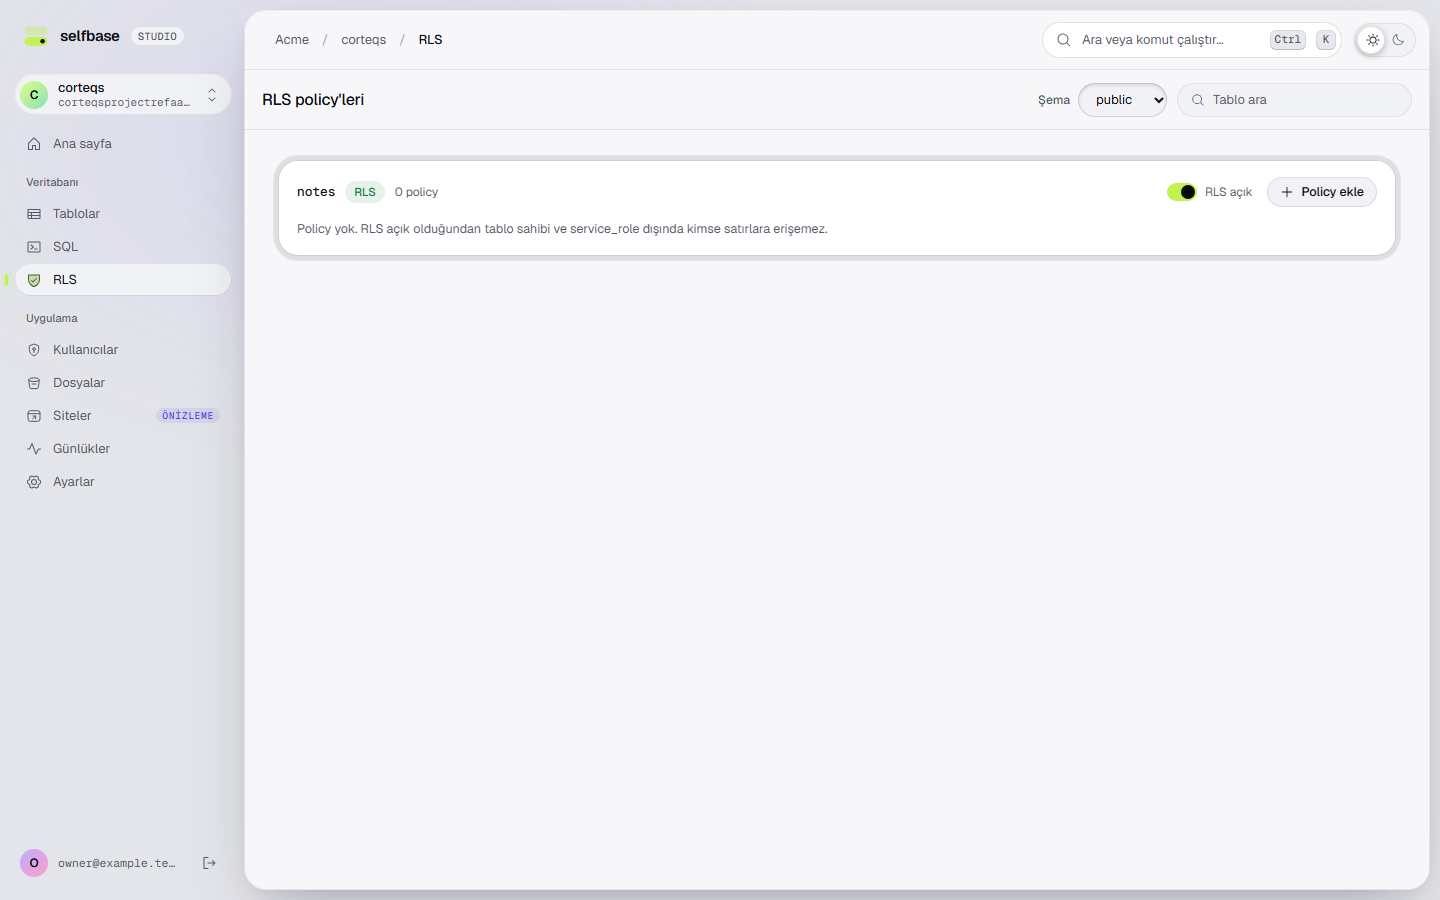 selfbase STUDIO
C corteqs
corteqsprojectrefaa…
Ana sayfa
Veritabanı
Tablolar
SQL
RLS
Uygulama
Kullanıcılar
Dosyalar
Siteler ÖNİZLEME
Günlükler
Ayarlar
O owner@example.te…
Acme / corteqs / RLS
Ara veya komut çalıştır… Ctrl K
RLS policy'leri
Şema public Tablo ara
notes RLS 0 policy
RLS açık + Policy ekle
Policy yok. RLS açık olduğundan tablo sahibi ve service_role dışında kimse satırlara erişemez.